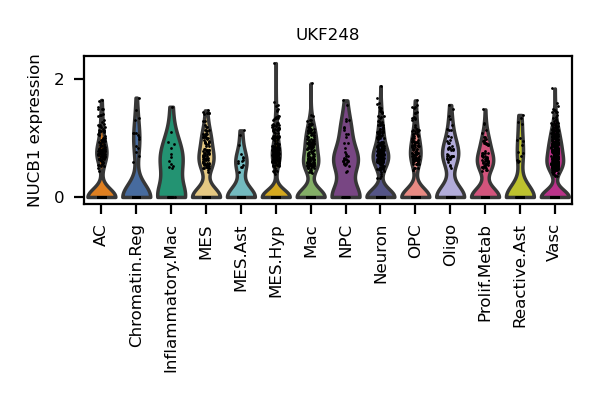 UKF248
NUCB1 expression
2
0
AC
Chromatin.Reg
Inflammatory.Mac
MES
MES.Ast
MES.Hyp
Mac
NPC
Neuron
OPC
Oligo
Prolif.Metab
Reactive.Ast
Vasc